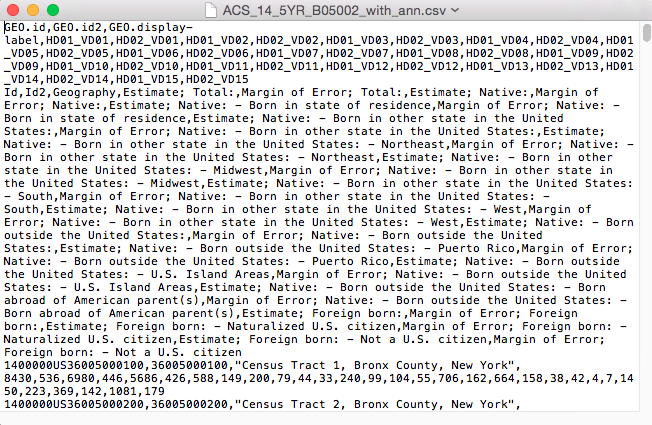 ACS_14_5YR_B05002_with_ann.csv
GEO.id,GEO.id2,GEO.display-
label,HD01_VD01,HD02_VD01,HD01_VD02,HD02_VD02,HD01_VD03,HD02_VD03,HD01_VD04,HD02_VD04,HD01
_VD05,HD02_VD05,HD01_VD06,HD02_VD06,HD01_VD07,HD02_VD07,HD01_VD08,HD02_VD08,HD01_VD09,HD02
_VD09,HD01_VD10,HD02_VD10,HD01_VD11,HD02_VD11,HD01_VD12,HD02_VD12,HD01_VD13,HD02_VD13,HD01
_VD14,HD02_VD14,HD01_VD15,HD02_VD15
Id,Id2,Geography,Estimate; Total:,Margin of Error; Total:,Estimate; Native:,Margin of
Error; Native:,Estimate; Native: - Born in state of residence,Margin of Error; Native: -
Born in state of residence,Estimate; Native: - Born in other state in the United
States:,Margin of Error; Native: - Born in other state in the United States:,Estimate;
Native: - Born in other state in the United States: - Northeast,Margin of Error; Native: -
Born in other state in the United States: - Northeast,Estimate; Native: - Born in other
state in the United States: - Midwest,Margin of Error; Native: - Born in other state in
the United States: - Midwest,Estimate; Native: - Born in other state in the United States:
- South,Margin of Error; Native: - Born in other state in the United States: -
South,Estimate; Native: - Born in other state in the United States: - West,Margin of
Error; Native: - Born in other state in the United States: - West,Estimate; Native: - Born
outside the United States:,Margin of Error; Native: - Born outside the United
States:,Estimate; Native: - Born outside the United States: - Puerto Rico,Margin of Error;
Native: - Born outside the United States: - Puerto Rico,Estimate; Native: - Born outside
the United States: - U.S. Island Areas,Margin of Error; Native: - Born outside the United
States: - U.S. Island Areas,Estimate; Native: - Born outside the United States: - Born
abroad of American parent(s),Margin of Error; Native: - Born outside the United States: -
Born abroad of American parent(s),Estimate; Foreign born:,Margin of Error; Foreign
born:,Estimate; Foreign born: - Naturalized U.S. citizen,Margin of Error; Foreign born: -
Naturalized U.S. citizen,Estimate; Foreign born: - Not a U.S. citizen,Margin of Error;
Foreign born: - Not a U.S. citizen
1400000US36005000100,36005000100,"Census Tract 1, Bronx County, New York",
8430,536,6980,446,5686,426,588,149,200,79,44,33,240,99,104,55,706,162,664,158,38,42,4,7,14
50,223,369,142,1081,179
1400000US36005000200,36005000200,"Census Tract 2, Bronx County, New York",